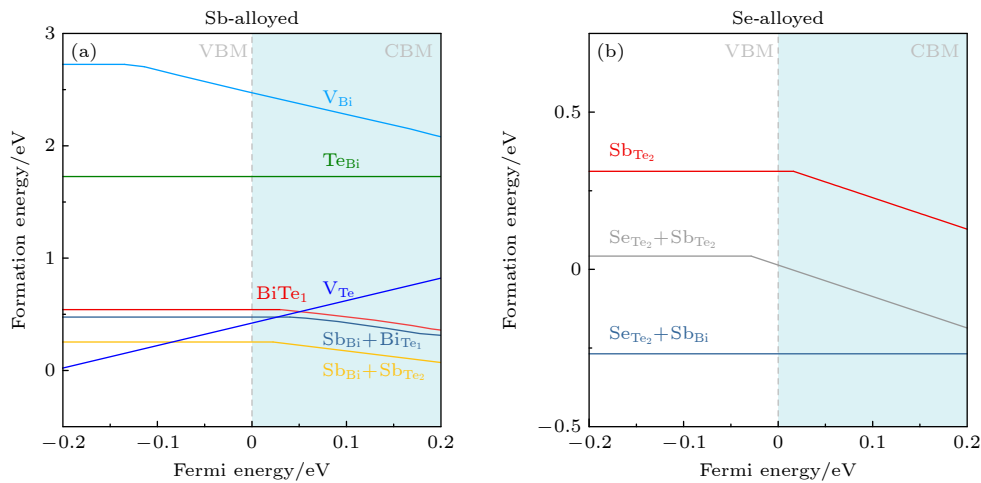 Sb-alloyed
(a)
VBM
CBM
V_Bi
Te_Bi
BiTe₁
V_Te
Sb_Bi+Bi_Te₁
Sb_Bi+Sb_Te₂
3
2
1
0
−0.2
−0.1
0
0.1
0.2
Formation energy/eV
Fermi energy/eV
Se-alloyed
(b)
VBM
CBM
Sb_Te₂
Se_Te₂+Sb_Te₂
Se_Te₂+Sb_Bi
0.5
0
−0.5
−0.2
−0.1
0
0.1
0.2
Formation energy/eV
Fermi energy/eV